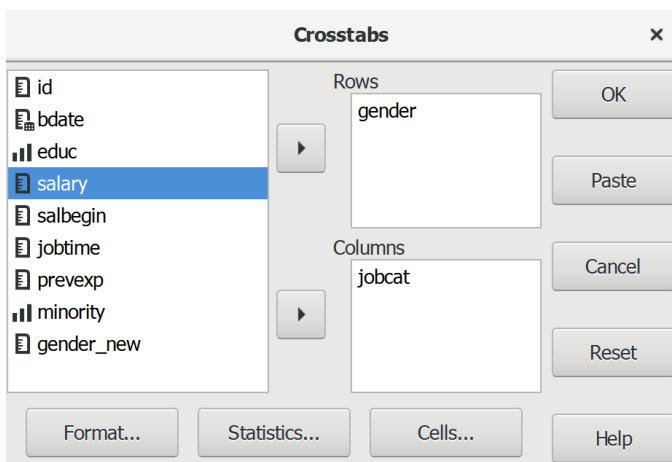 Crosstabs
id
bdate
educ
salary
salbegin
jobtime
prevexp
minority
gender_new
Rows
gender
Columns
jobcat
OK
Paste
Cancel
Reset
Help
Format...
Statistics...
Cells...